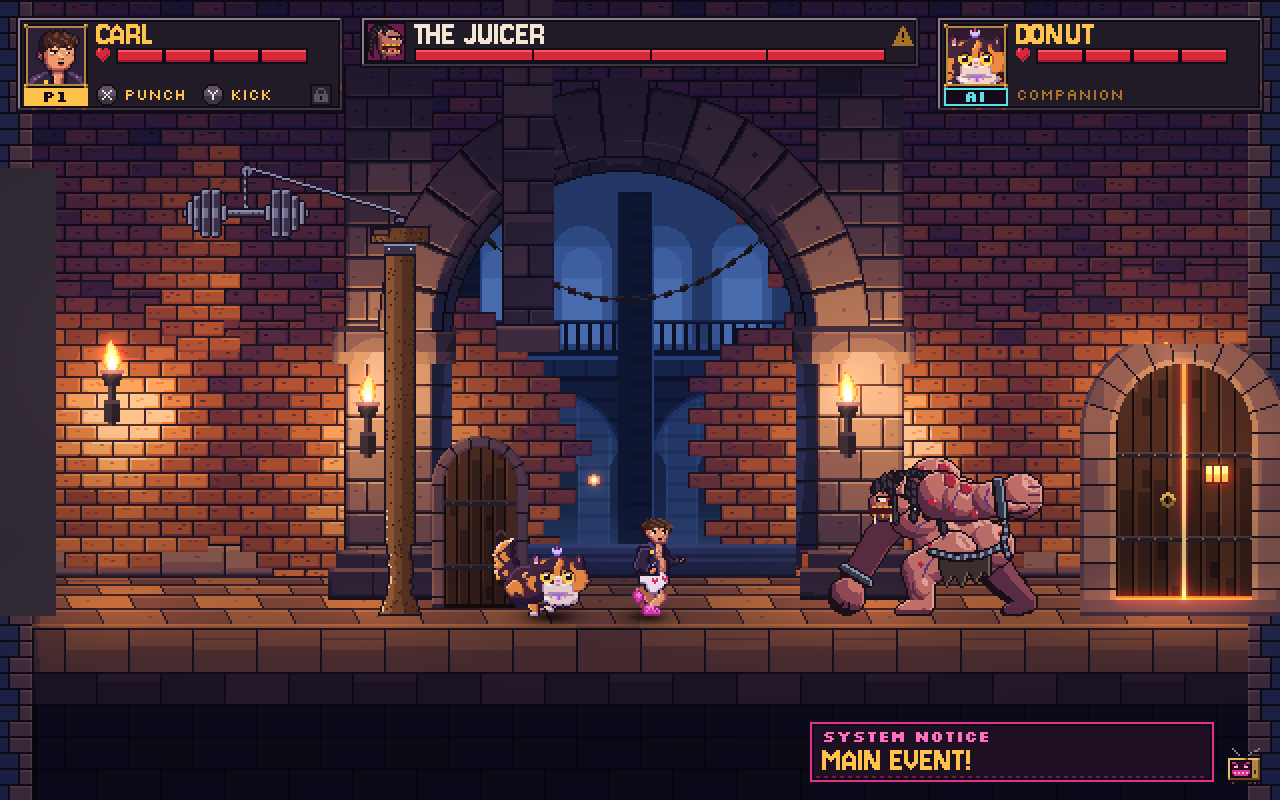 CARL
P1
X PUNCH Y KICK
THE JUICER
DONUT
AI
COMPANION
SYSTEM NOTICE
MAIN EVENT!